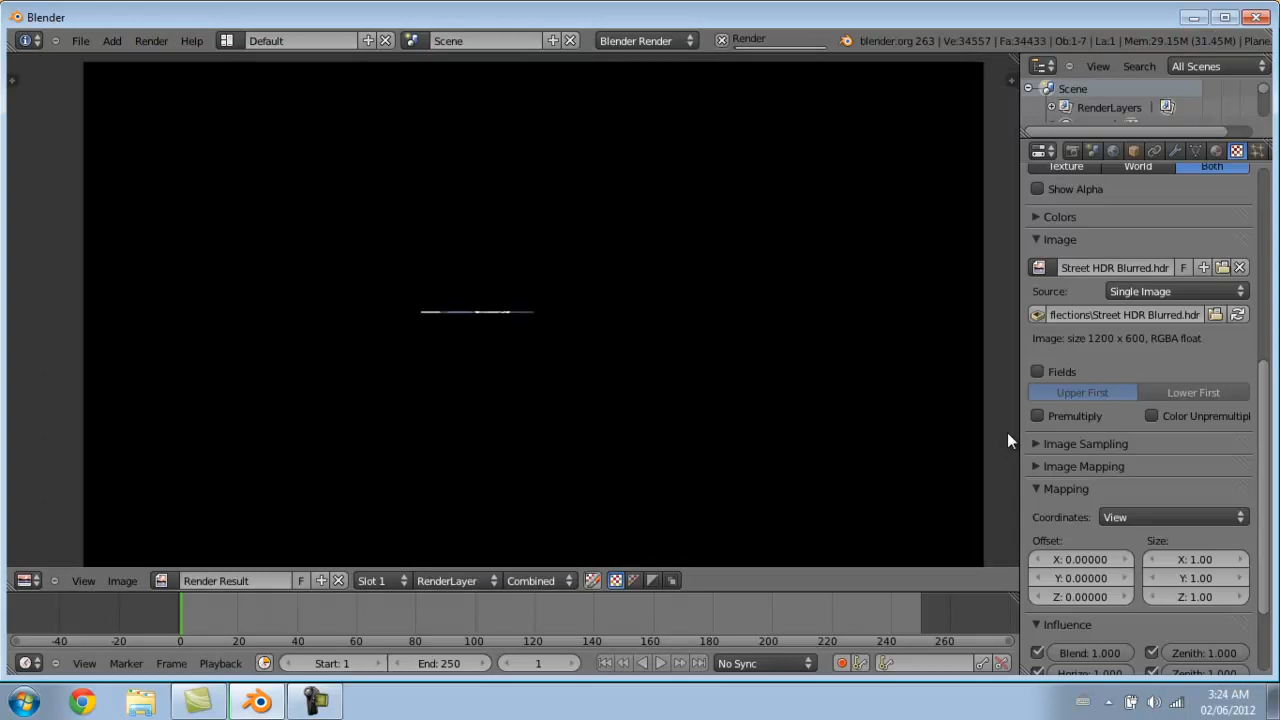 Blender
File Add Render Help Default Scene Blender Render Render blender.org 263 | Ve:34557 | Fa:34433 | Ob:1-7 | La:1 | Mem:29.15M (31.45M) | Plane.
View Search All Scenes
Scene
RenderLayers |
Texture World Both
Show Alpha
Colors
Image
Street HDR Blurred.hdr F
Source: Single Image
flections\Street HDR Blurred.hdr
Image: size 1200 x 600, RGBA float
Fields
Upper First Lower First
Premultiply Color Unpremultipl
Image Sampling
Image Mapping
Mapping
Coordinates: View
Offset: Size:
X: 0.00000 X: 1.00
Y: 0.00000 Y: 1.00
Z: 0.00000 Z: 1.00
Influence
Blend: 1.000 Zenith: 1.000
Horizo: 1.000 Zenith: 1.000
View Image Render Result F Slot 1 RenderLayer Combined
-40 -20 0 20 40 60 80 100 120 140 160 180 200 220 240 260
View Marker Frame Playback Start: 1 End: 250 1 No Sync
3:24 AM
02/06/2012